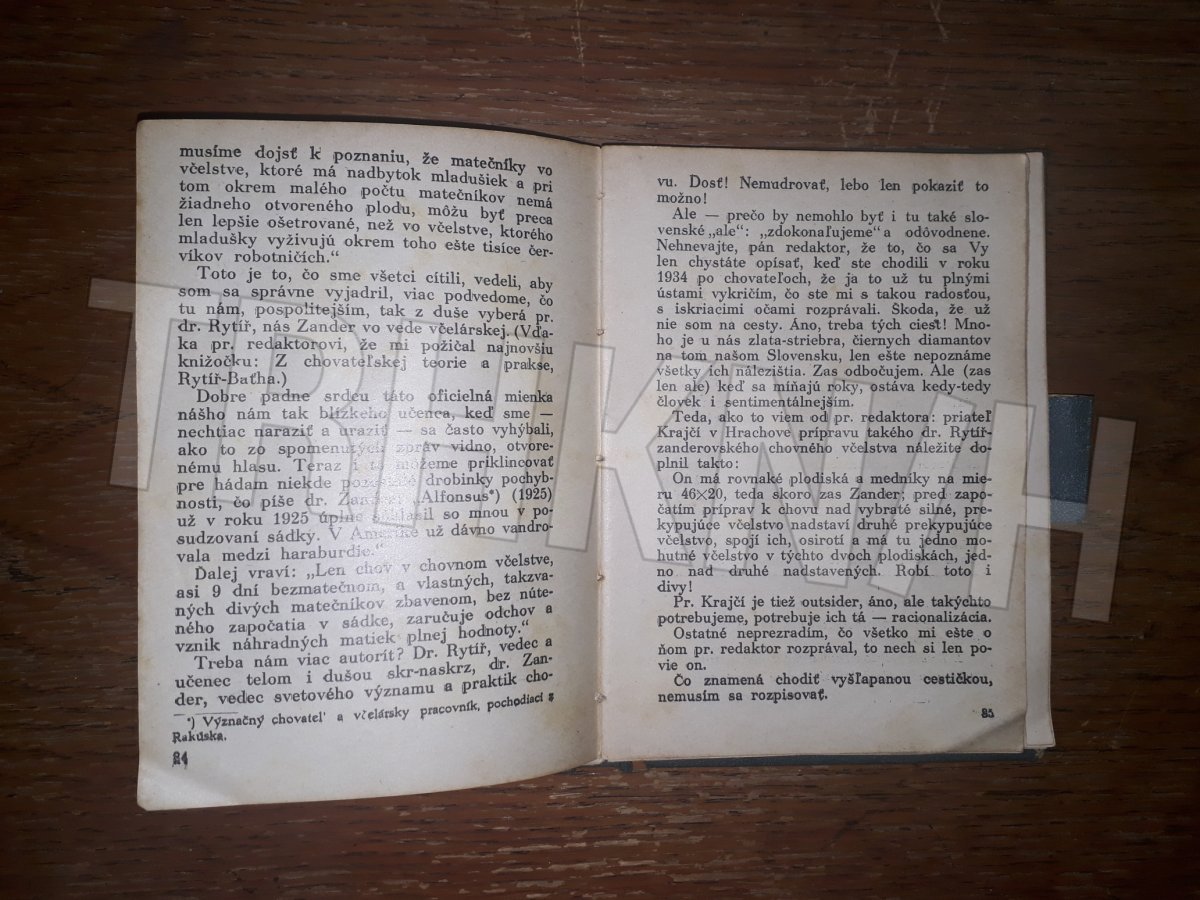 musíme dojsť k poznaniu, že matečníky vo
včelstve, ktoré má nadbytok mladušiek a pri
tom okrem malého počtu matečníkov nemá
žiadneho otvoreného plodu, môžu byť preca
len lepšie ošetrované, než vo včelstve, ktorého
mladušky vyživujú okrem toho ešte tisíce čer-
víkov robotničích.“
Toto je to, čo sme všetci cítili, vedeli, aby
som sa správne vyjadril, viac podvedome, čo
tu nám, pospolitejším, tak z duše vyberá pr.
dr. Rytíř, nás Zander vo vede včelárskej. (Vďa-
ka pr. redaktorovi, že mi požičal najnovšiu
knižočku: Z chovateľskej teorie a prakse,
Rytíř-Baťha.)
Dobre padne srdcu táto oficielná mienka
nášho nám tak blízkeho učenca, keď sme —
nechtiac naraziť a uraziť — sa často vyhýbali,
ako to zo spomenutých zpráv vidno, otvore-
nému hlasu. Teraz i to môžeme priklincovať
pre hádam niekde pozostalé drobinky pochyb-
nosti, čo píše dr. Zander: „Alfonsus*) (1925)
už v roku 1925 úplne súhlasil so mnou v po-
sudzovaní sádky. V Amerike už dávno vandro-
vala medzi haraburdie.“
Ďalej vraví: „Len chov v chovnom včelstve,
asi 9 dní bezmatečnom, a vlastných, takzva-
ných divých matečníkov zbavenom, bez núte-
ného započatia v sádke, zaručuje odchov a
vznik náhradných matiek plnej hodnoty.“
Treba nám viac autorít? Dr. Rytíř, vedec a
učenec telom i dušou skr-naskrz, dr. Zan-
der, vedec svetového významu a praktik cho-
*) Význačný chovateľ a včelársky pracovník, pochodiaci z
Rakúska.
84
vu. Dosť! Nemudrovať, lebo len pokaziť to
možno!
Ale — prečo by nemohlo byť i tu také slo-
venské „ale“: „zdokonaľujeme“ a odôvodnene.
Nehnevajte, pán redaktor, že to, čo sa Vy
len chystáte opísať, keď ste chodili v roku
1934 po chovateľoch, že ja to už tu plnými
ústami vykričím, čo ste mi s takou radosťou,
s iskriacimi očami rozprávali. Skoda, že už
nie som na cesty. Áno, treba tých ciest! Mno-
ho je u nás zlata-striebra, čiernych diamantov
na tom našom Slovensku, len ešte nepoznáme
všetky ich nálezištia. Zas odbočujem. Ale (zas
len ale) keď sa míňajú roky, ostáva kedy-tedy
človek i sentimentálnejším.
Teda, ako to viem od pr. redaktora: priateľ
Krajčí v Hrachove prípravu takého dr. Rytíř-
zanderovského chovného včelstva náležite do-
plnil takto:
On má rovnaké plodiská a medníky na mie-
ru 46×20, teda skoro zas Zander; pred zapo-
čatím príprav k chovu nad vybraté silné, pre-
kypujúce včelstvo nadstaví druhé prekypujúce
včelstvo, spojí ich, osirotí a má tu jedno mo-
hutné včelstvo v týchto dvoch plodiskách, jed-
no nad druhé nadstavených. Robí toto i
divy!
Pr. Krajčí je tiež outsider, áno, ale takýchto
potrebujeme, potrebuje ich tá — racionalizácia.
Ostatné neprezradím, čo všetko mi ešte o
ňom pr. redaktor rozprával, to nech si len po-
vie on.
Čo znamená chodiť vyšľapanou cestičkou,
nemusím sa rozpisovať.
85
TRHKNIH